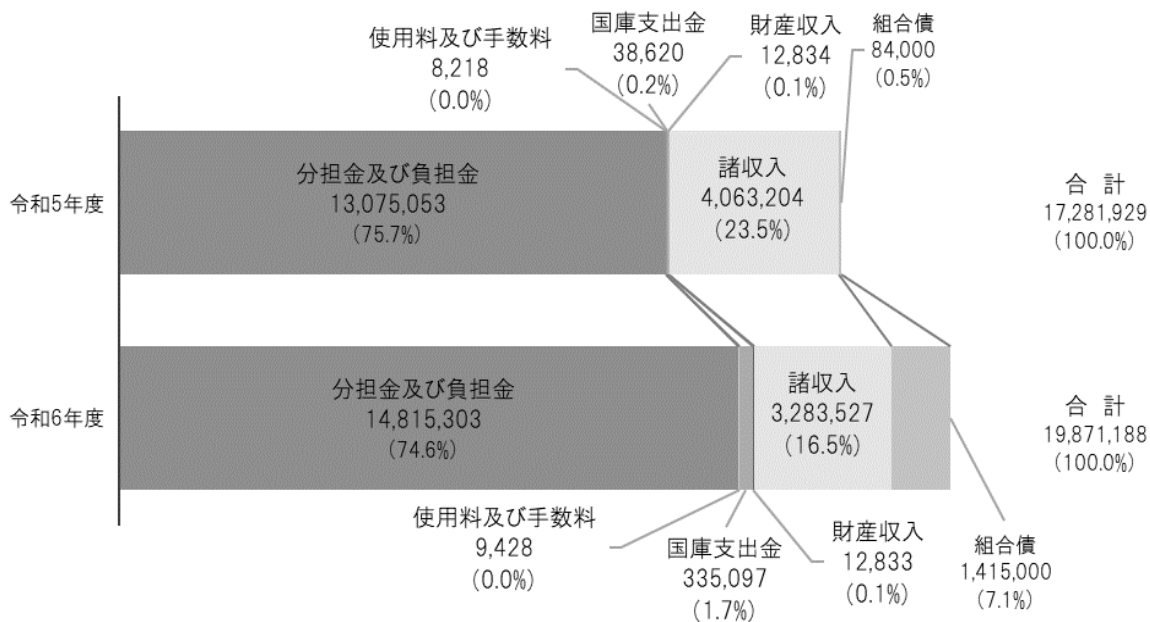 使用料及び手数料
8,218
(0.0%)
国庫支出金
38,620
(0.2%)
財産収入
12,834
(0.1%)
組合債
84,000
(0.5%)
令和5年度
分担金及び負担金
13,075,053
(75.7%)
諸収入
4,063,204
(23.5%)
合 計
17,281,929
(100.0%)
令和6年度
分担金及び負担金
14,815,303
(74.6%)
諸収入
3,283,527
(16.5%)
合 計
19,871,188
(100.0%)
使用料及び手数料
9,428
(0.0%)
国庫支出金
335,097
(1.7%)
財産収入
12,833
(0.1%)
組合債
1,415,000
(7.1%)